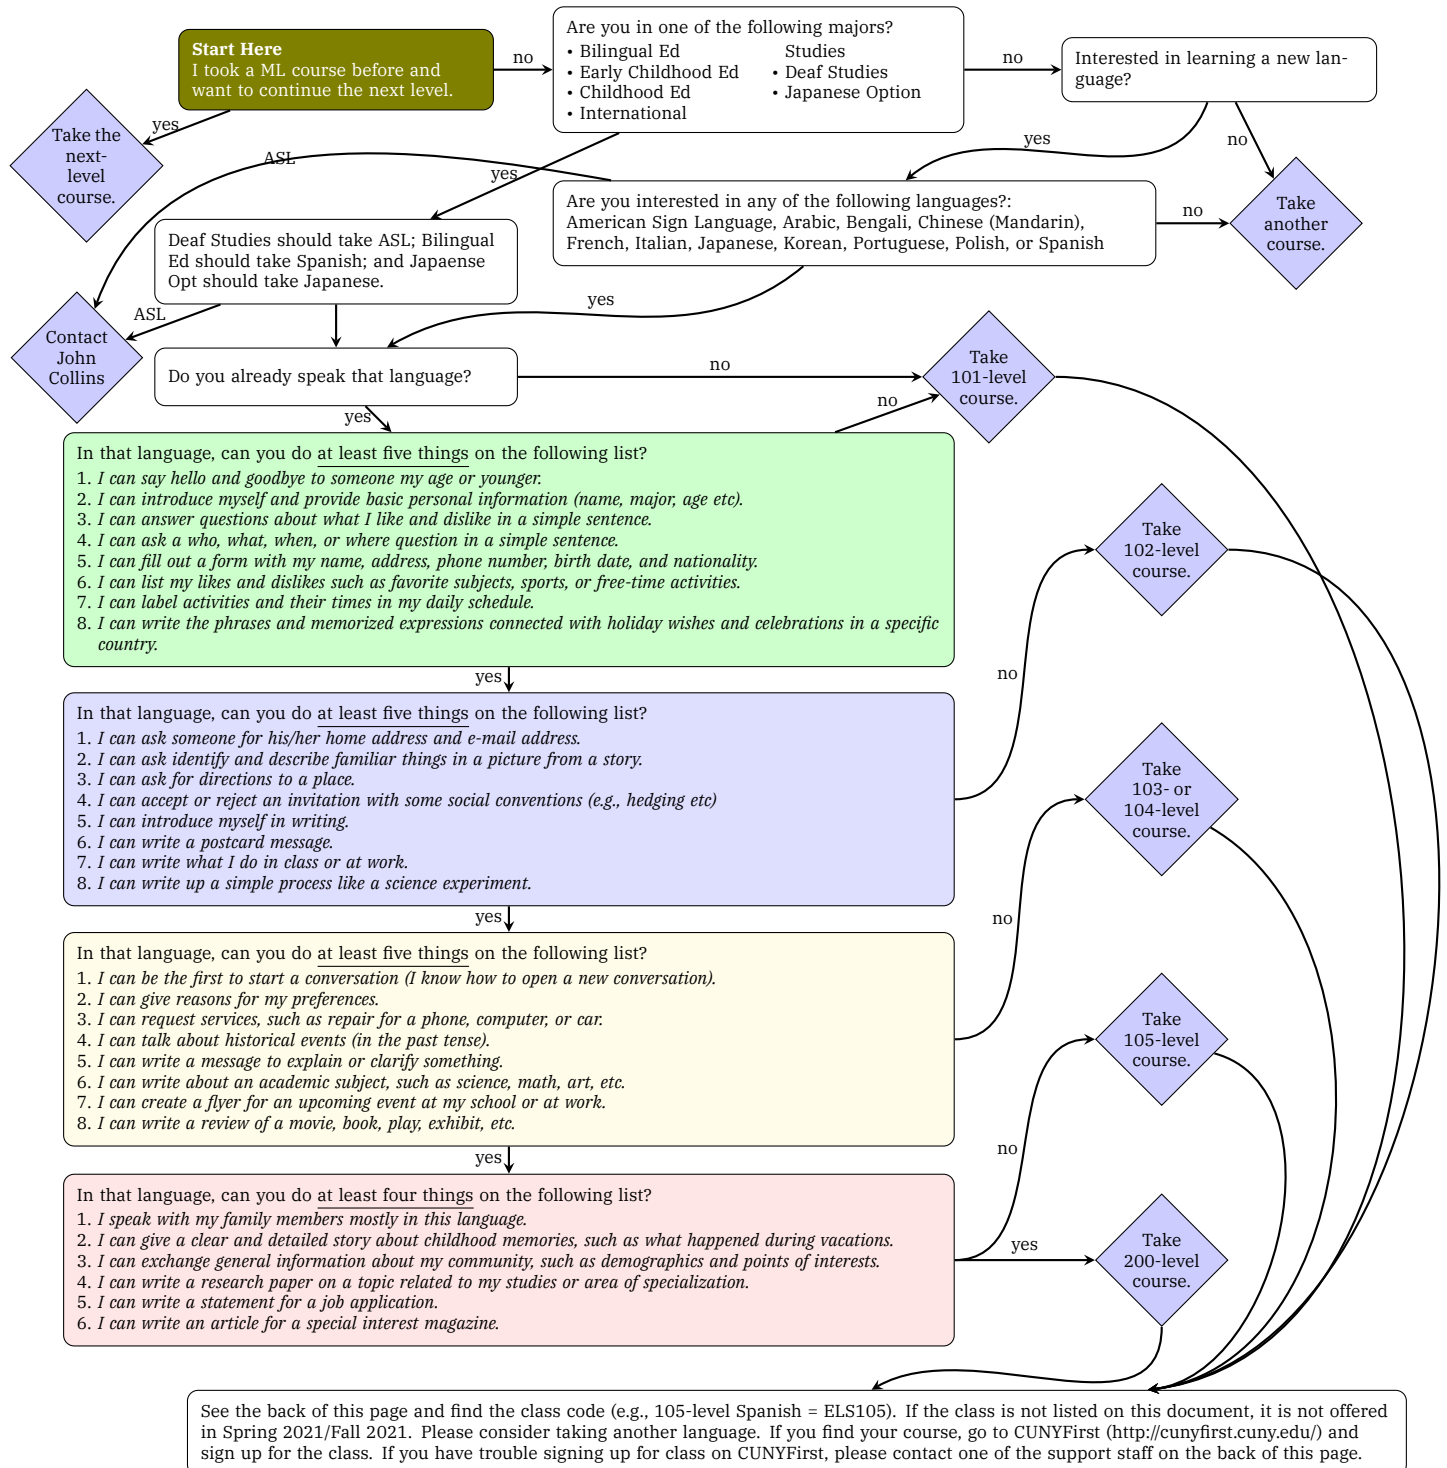 Start Here
I took a ML course before and
want to continue the next level.
no
Are you in one of the following majors?
• Bilingual Ed
• Early Childhood Ed
• Childhood Ed
• International
Studies
• Deaf Studies
• Japanese Option
no
Interested in learning a new lan-
guage?
yes
Take the
next-
level
course.
ASL
yes
yes
no
Are you interested in any of the following languages?:
American Sign Language, Arabic, Bengali, Chinese (Mandarin),
French, Italian, Japanese, Korean, Portuguese, Polish, or Spanish
no
Take
another
course.
Deaf Studies should take ASL; Bilingual
Ed should take Spanish; and Japaense
Opt should take Japanese.
yes
ASL
Contact
John
Collins
Do you already speak that language?
no
Take
101-level
course.
yes
no
In that language, can you do at least five things on the following list?
1. I can say hello and goodbye to someone my age or younger.
2. I can introduce myself and provide basic personal information (name, major, age etc).
3. I can answer questions about what I like and dislike in a simple sentence.
4. I can ask a who, what, when, or where question in a simple sentence.
5. I can fill out a form with my name, address, phone number, birth date, and nationality.
6. I can list my likes and dislikes such as favorite subjects, sports, or free-time activities.
7. I can label activities and their times in my daily schedule.
8. I can write the phrases and memorized expressions connected with holiday wishes and celebrations in a specific
country.
Take
102-level
course.
no
yes
In that language, can you do at least five things on the following list?
1. I can ask someone for his/her home address and e-mail address.
2. I can ask identify and describe familiar things in a picture from a story.
3. I can ask for directions to a place.
4. I can accept or reject an invitation with some social conventions (e.g., hedging etc)
5. I can introduce myself in writing.
6. I can write a postcard message.
7. I can write what I do in class or at work.
8. I can write up a simple process like a science experiment.
Take
103- or
104-level
course.
no
yes
In that language, can you do at least five things on the following list?
1. I can be the first to start a conversation (I know how to open a new conversation).
2. I can give reasons for my preferences.
3. I can request services, such as repair for a phone, computer, or car.
4. I can talk about historical events (in the past tense).
5. I can write a message to explain or clarify something.
6. I can write about an academic subject, such as science, math, art, etc.
7. I can create a flyer for an upcoming event at my school or at work.
8. I can write a review of a movie, book, play, exhibit, etc.
Take
105-level
course.
no
yes
In that language, can you do at least four things on the following list?
1. I speak with my family members mostly in this language.
2. I can give a clear and detailed story about childhood memories, such as what happened during vacations.
3. I can exchange general information about my community, such as demographics and points of interests.
4. I can write a research paper on a topic related to my studies or area of specialization.
5. I can write a statement for a job application.
6. I can write an article for a special interest magazine.
yes
Take
200-level
course.
See the back of this page and find the class code (e.g., 105-level Spanish = ELS105). If the class is not listed on this document, it is not offered
in Spring 2021/Fall 2021. Please consider taking another language. If you find your course, go to CUNYFirst (http://cunyfirst.cuny.edu/) and
sign up for the class. If you have trouble signing up for class on CUNYFirst, please contact one of the support staff on the back of this page.